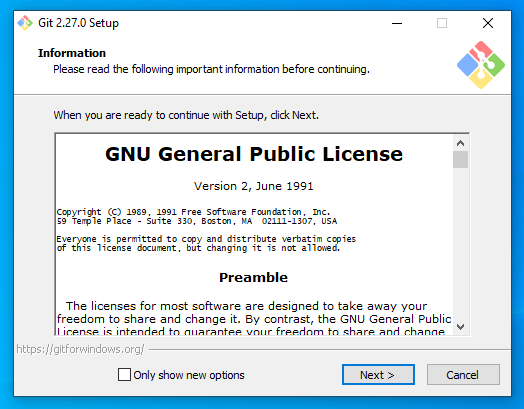 Git 2.27.0 Setup
Information
Please read the following important information before continuing.
When you are ready to continue with Setup, click Next.
GNU General Public License
Version 2, June 1991
Copyright (C) 1989, 1991 Free Software Foundation, Inc.
59 Temple Place - Suite 330, Boston, MA  02111-1307, USA
Everyone is permitted to copy and distribute verbatim copies
of this license document, but changing it is not allowed.
Preamble
The licenses for most software are designed to take away your
freedom to share and change it. By contrast, the GNU General Public
License is intended to guarantee your freedom to share and change
https://gitforwindows.org/
Only show new options
Next >
Cancel